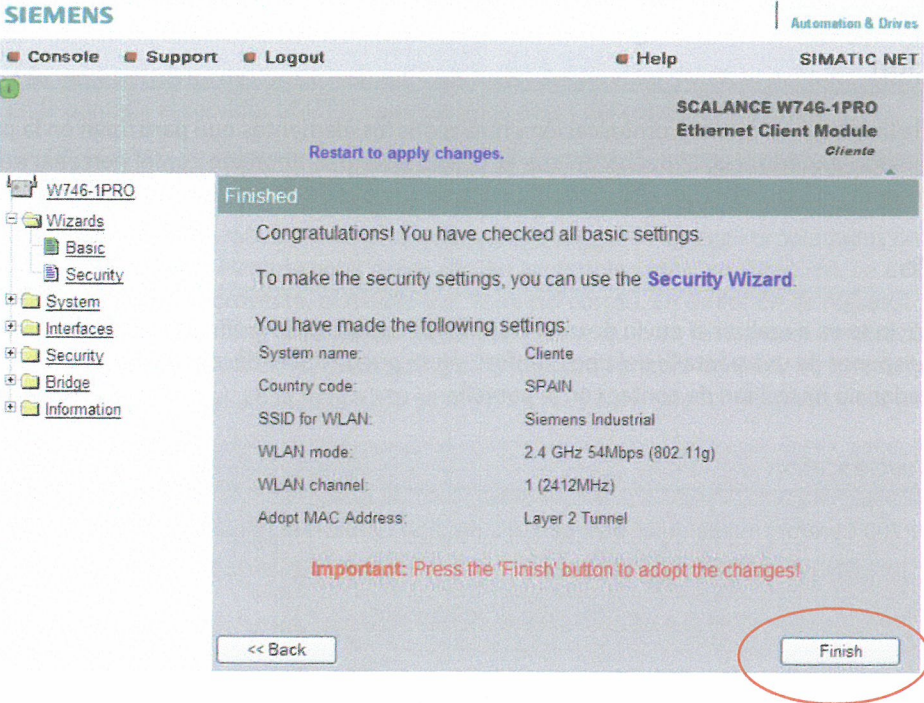 SIEMENS
Automation & Drives
Console Support Logout Help SIMATIC NET
SCALANCE W746-1PRO
Ethernet Client Module
Cliente
Restart to apply changes.
W746-1PRO
Wizards
Basic
Security
System
Interfaces
Security
Bridge
Information
Finished
Congratulations! You have checked all basic settings.
To make the security settings, you can use the Security Wizard.
You have made the following settings:
System name: Cliente
Country code: SPAIN
SSID for WLAN: Siemens Industrial
WLAN mode: 2.4 GHz 54Mbps (802.11g)
WLAN channel: 1 (2412MHz)
Adopt MAC Address: Layer 2 Tunnel
Important: Press the 'Finish' button to adopt the changes!
<< Back
Finish